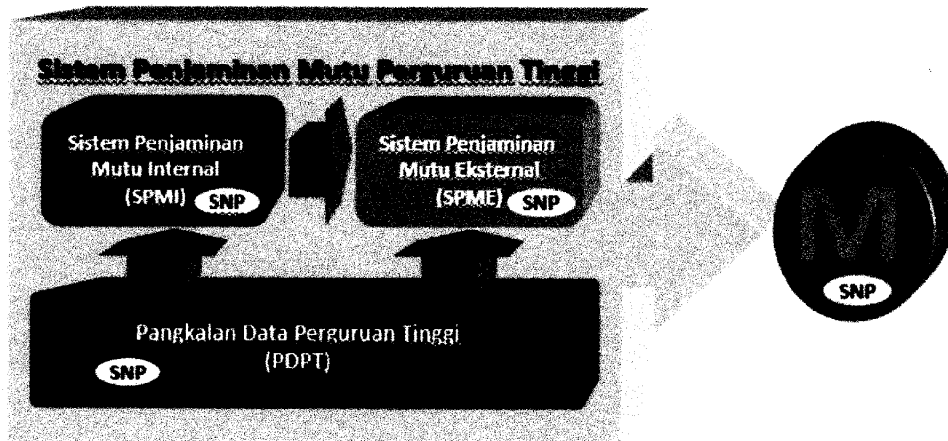 Sistem Penjaminan Mutu Perguruan Tinggi
Sistem Penjaminan
Mutu Internal
(SPMI)
SNP
Sistem Penjaminan
Mutu Eksternal
(SPME)
SNP
M
SNP
Pangkalan Data Perguruan Tinggi
(PDPT)
SNP